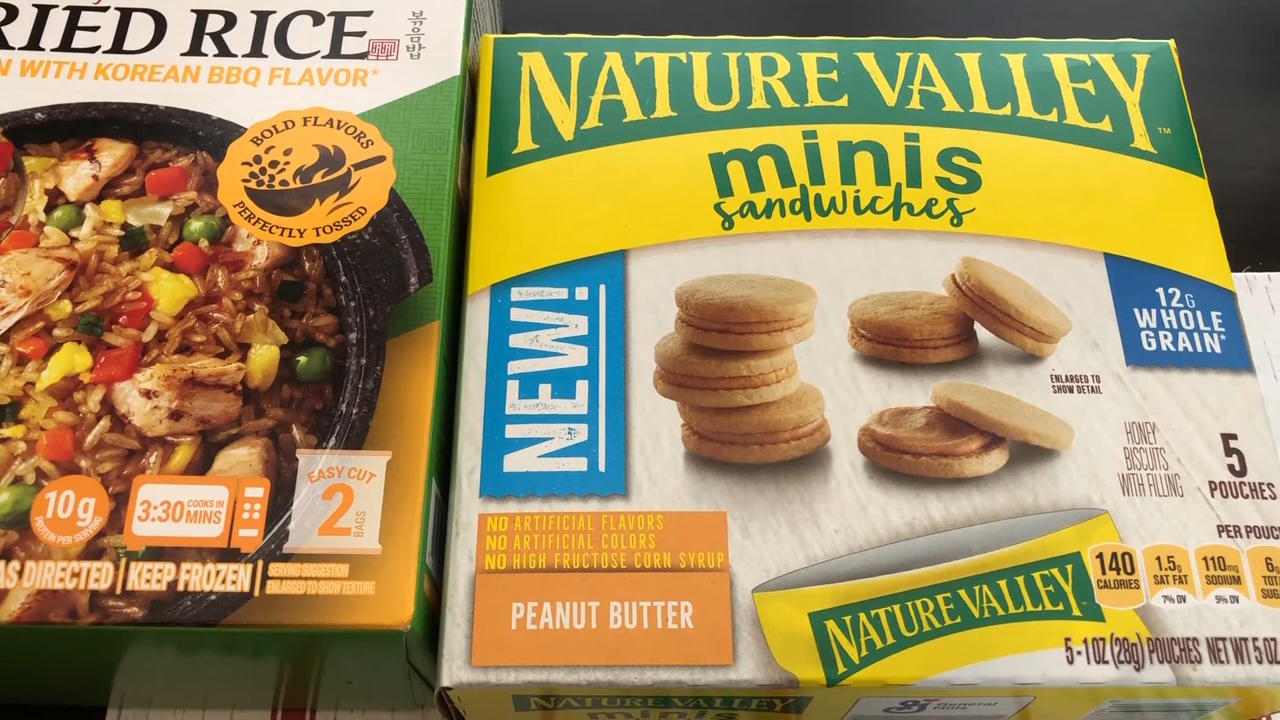 RIED RICE
볶음밥
N WITH KOREAN BBQ FLAVOR*
BOLD FLAVORS
PERFECTLY TOSSED
10g
PROTEIN PER SERVING
3:30 COOKS IN MINS
EASY CUT
2 BAGS
AS DIRECTED | KEEP FROZEN
SERVING SUGGESTION
ENLARGED TO SHOW TEXTURE
NATURE VALLEY™
minis
sandwiches
NEW!
12G
WHOLE
GRAIN*
ENLARGED TO
SHOW DETAIL
HONEY
BISCUITS
WITH FILLING
5
POUCHES
NO ARTIFICIAL FLAVORS
NO ARTIFICIAL COLORS
NO HIGH FRUCTOSE CORN SYRUP
PEANUT BUTTER
NATURE VALLEY
PER POUC
140
CALORIES
1.5g
SAT FAT
7% DV
110mg
SODIUM
5% DV
6g
TOT
SUGA
5-1 OZ (28g) POUCHES NET WT 5 OZ
NATURE VALLEY
minis
General
Mills